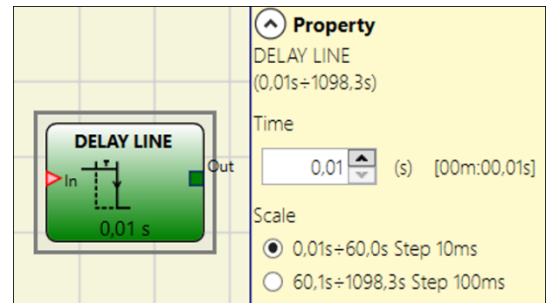 DELAY LINE
In
Out
0,01 s
Property
DELAY LINE
(0,01s÷1098,3s)
Time
0,01 (s) [00m:00,01s]
Scale
0,01s÷60,0s Step 10ms
60,1s÷1098,3s Step 100ms